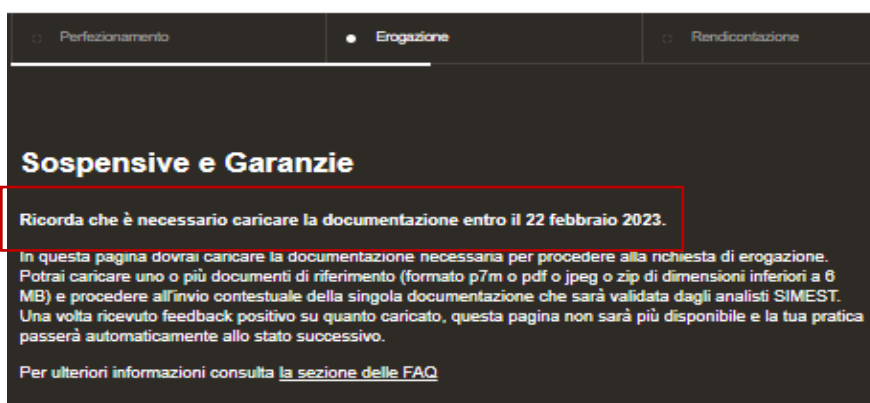 Perfezionamento Erogazione Rendicontazione
Sospensive e Garanzie
Ricorda che è necessario caricare la documentazione entro il 22 febbraio 2023.
In questa pagina dovrai caricare la documentazione necessaria per procedere alla richiesta di erogazione.
Potrai caricare uno o più documenti di riferimento (formato p7m o pdf o jpeg o zip di dimensioni inferiori a 6
MB) e procedere all'invio contestuale della singola documentazione che sarà validata dagli analisti SIMEST.
Una volta ricevuto feedback positivo su quanto caricato, questa pagina non sarà più disponibile e la tua pratica
passerà automaticamente allo stato successivo.
Per ulteriori informazioni consulta la sezione delle FAQ